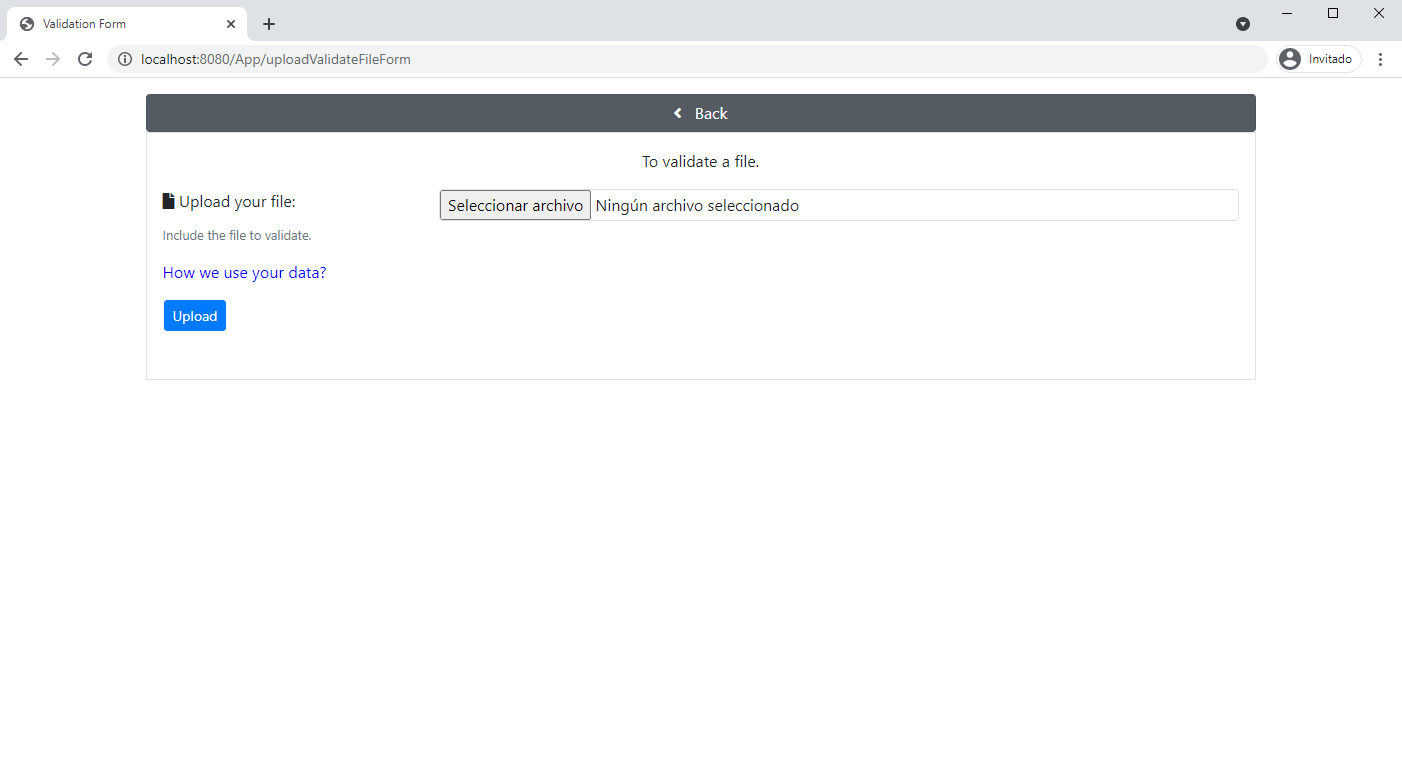 Validation Form
localhost:8080/App/uploadValidateFileForm
Invitado
Back
To validate a file.
Upload your file:
Seleccionar archivo Ningún archivo seleccionado
Include the file to validate.
How we use your data?
Upload